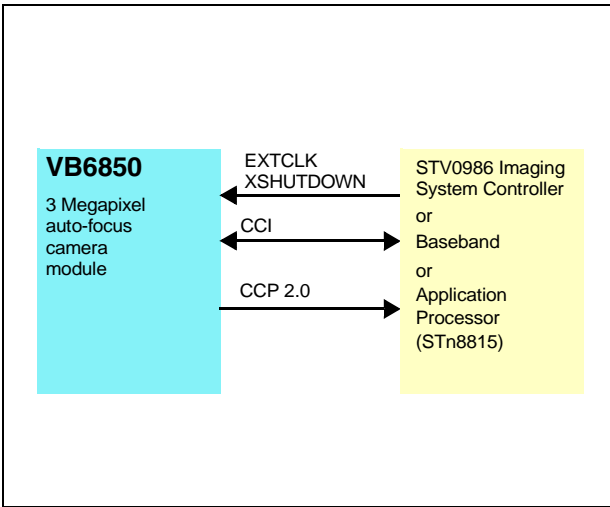 VB6850
3 Megapixel
auto-focus
camera
module
EXTCLK
XSHUTDOWN
CCI
CCP 2.0
STV0986 Imaging
System Controller
or
Baseband
or
Application
Processor
(STn8815)